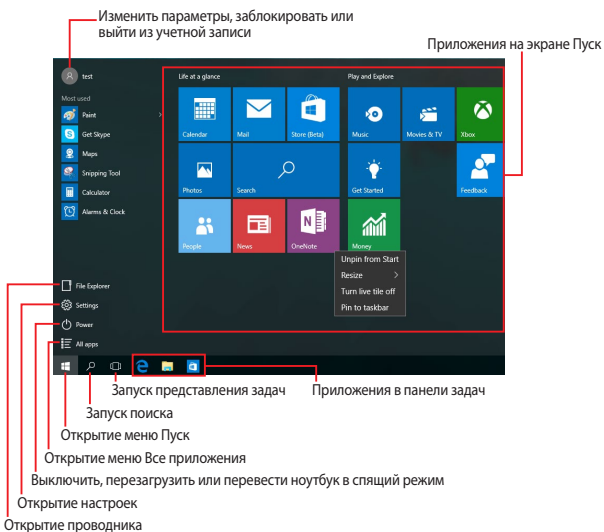 Изменить параметры, заблокировать или
выйти из учетной записи
Приложения на экране Пуск
test
Life at a glance
Play and Explore
Most used
Paint
Get Skype
Maps
Snipping Tool
Calculator
Alarms & Clock
Calendar
Mail
Store (Beta)
Music
Movies & TV
Xbox
Photos
Search
Get Started
Feedback
People
News
OneNote
Money
Unpin from Start
Resize
Turn live tile off
Pin to taskbar
File Explorer
Settings
Power
All apps
Запуск представления задач
Приложения в панели задач
Запуск поиска
Открытие меню Пуск
Открытие меню Все приложения
Выключить, перезагрузить или перевести ноутбук в спящий режим
Открытие настроек
Открытие проводника